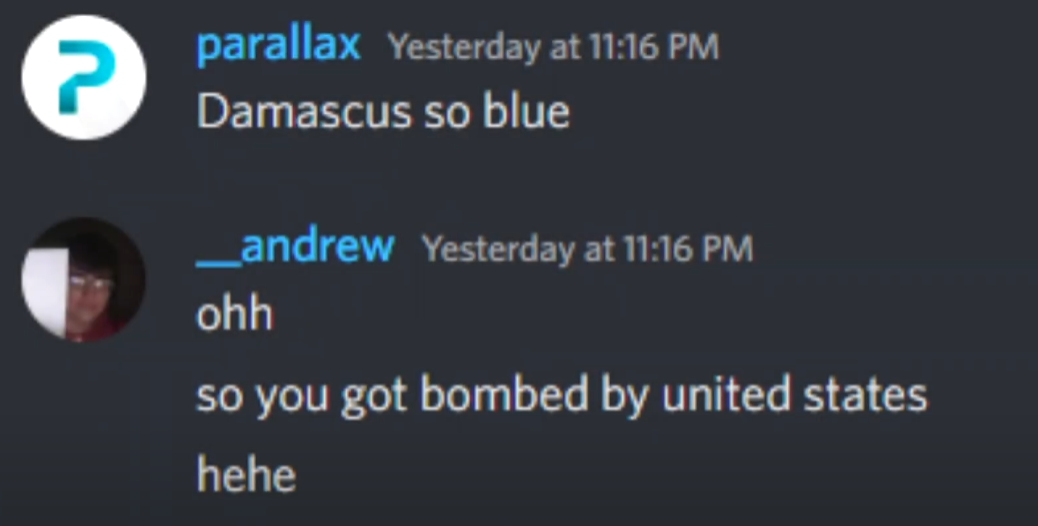 parallax Yesterday at 11:16 PM
Damascus so blue
__andrew Yesterday at 11:16 PM
ohh
so you got bombed by united states
hehe